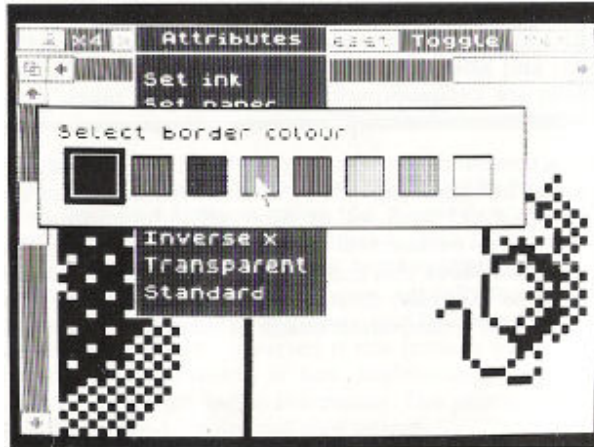 x4 Attributes Toggle
Set ink
Set paper
Select border colour
Inverse x
Transparent
Standard